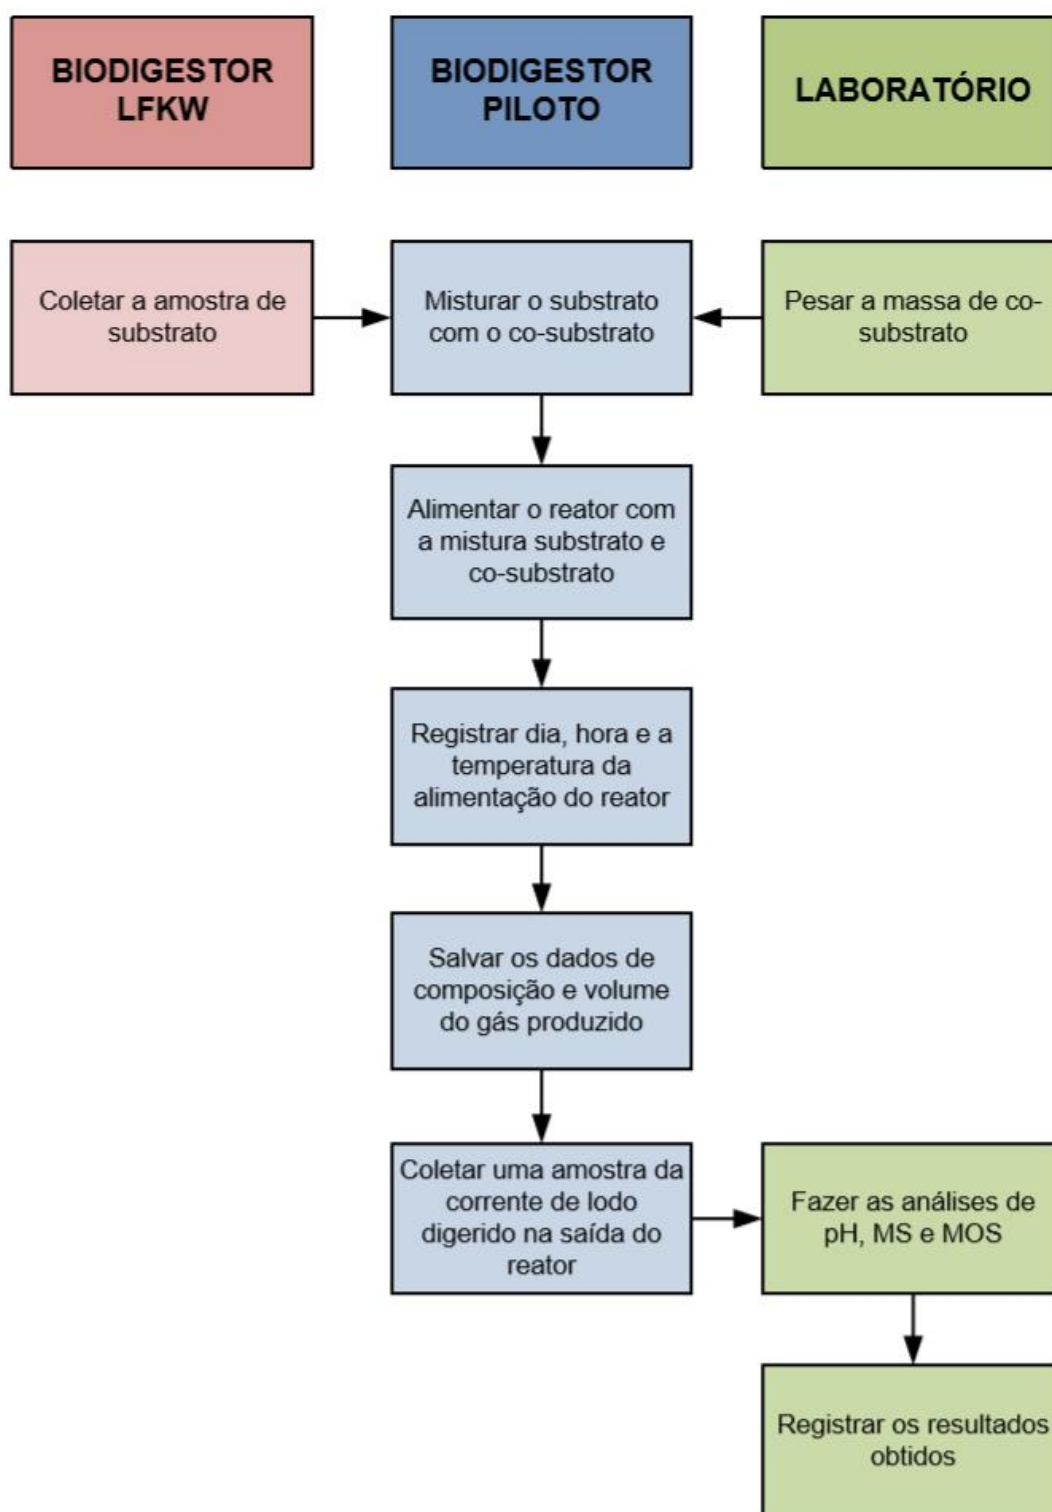 BIODIGESTOR
LFKW
BIODIGESTOR
PILOTO
LABORATÓRIO
Coletar a amostra de
substrato
Misturar o substrato
com o co-substrato
Pesar a massa de co-
substrato
Alimentar o reator com
a mistura substrato e
co-substrato
Registrar dia, hora e a
temperatura da
alimentação do reator
Salvar os dados de
composição e volume
do gás produzido
Coletar uma amostra da
corrente de lodo
digerido na saída do
reator
Fazer as análises de
pH, MS e MOS
Registrar os resultados
obtidos